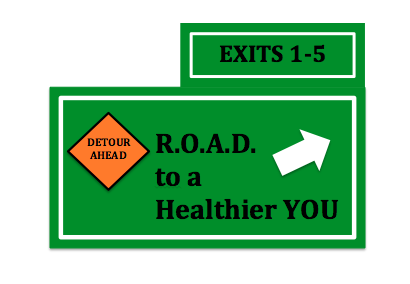 EXITS 1-5
DETOUR
AHEAD
R.O.A.D.
to a
Healthier YOU